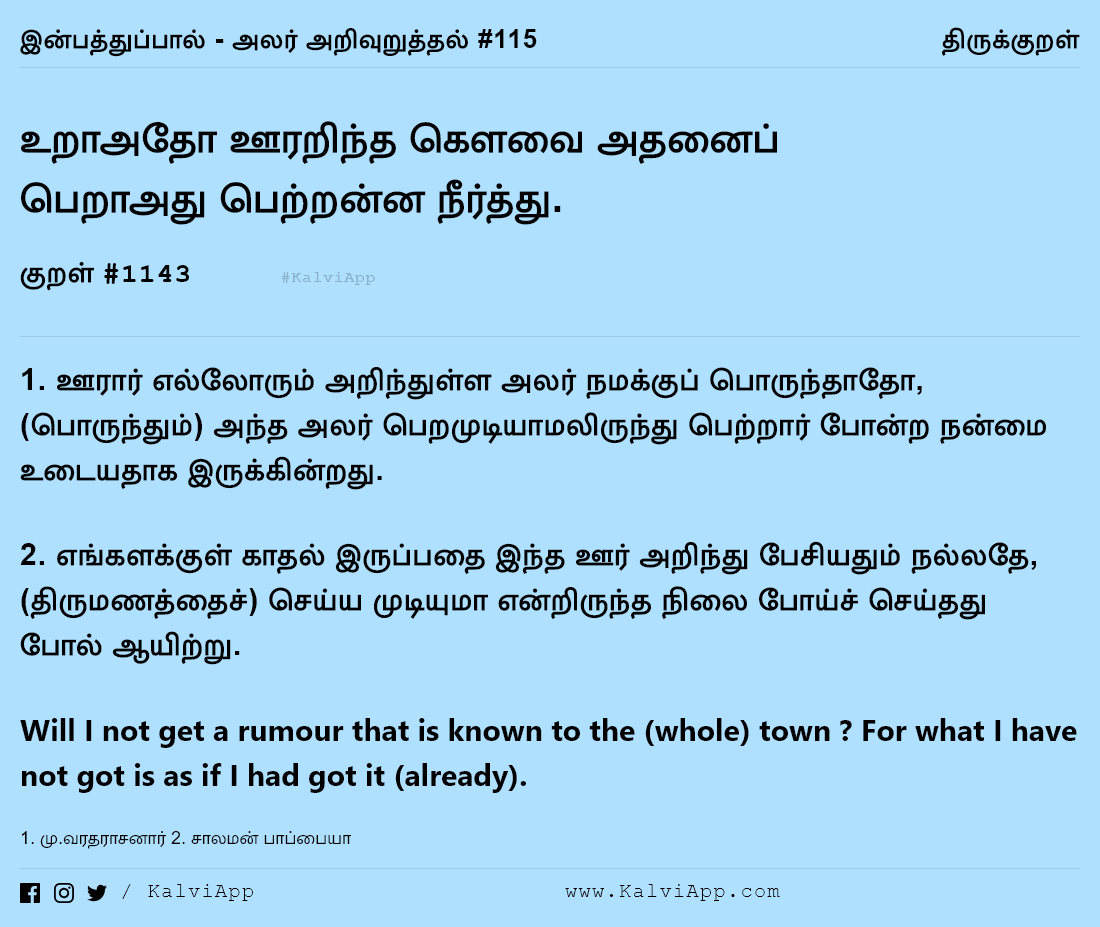 இன்பத்துப்பால் - அலர் அறிவுறுத்தல் #115 திருக்குறள்
உறாஅதோ ஊரறிந்த கௌவை அதனைப்
பெறாஅது பெற்றன்ன நீர்த்து.
குறள் #1143 #KalviApp
1. ஊரார் எல்லோரும் அறிந்துள்ள அலர் நமக்குப் பொருந்தாதோ,
(பொருந்தும்) அந்த அலர் பெறமுடியாமலிருந்து பெற்றார் போன்ற நன்மை
உடையதாக இருக்கின்றது.
2. எங்களக்குள் காதல் இருப்பதை இந்த ஊர் அறிந்து பேசியதும் நல்லதே,
(திருமணத்தைச்) செய்ய முடியுமா என்றிருந்த நிலை போய்ச் செய்தது
போல் ஆயிற்று.
Will I not get a rumour that is known to the (whole) town ? For what I have
not got is as if I had got it (already).
1. மு.வரதராசனார் 2. சாலமன் பாப்பையா
/ KalviApp www.KalviApp.com